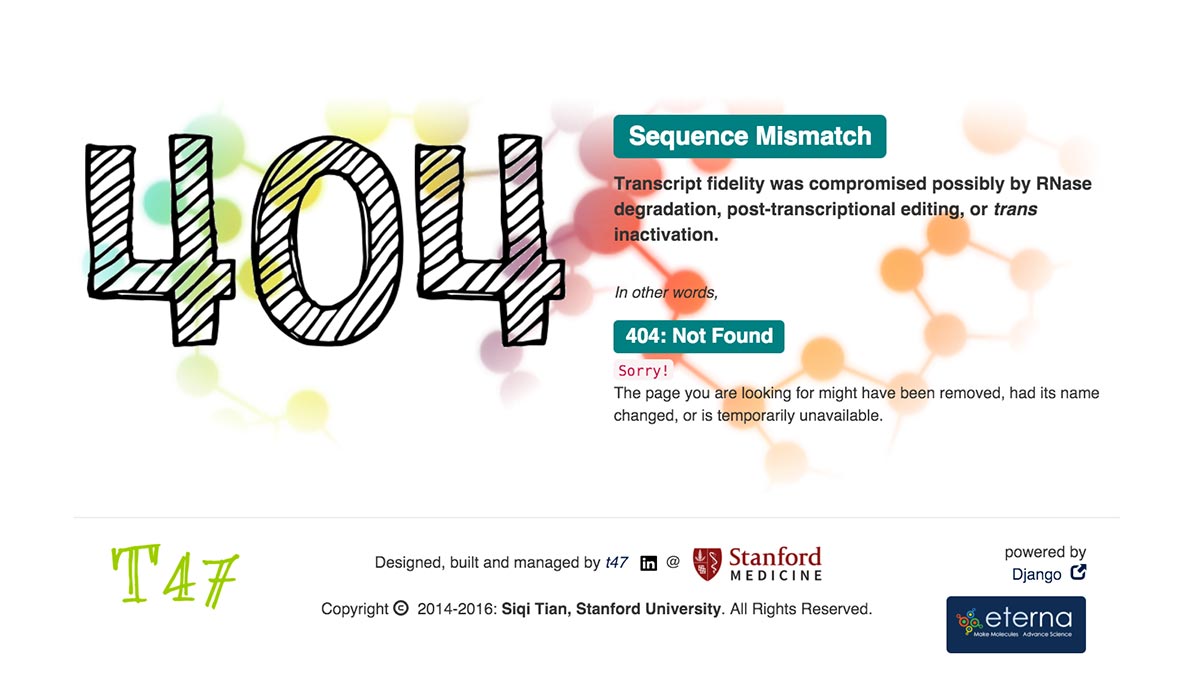 404
Sequence Mismatch
Transcript fidelity was compromised possibly by RNase
degradation, post-transcriptional editing, or trans
inactivation.
In other words,
404: Not Found
Sorry!
The page you are looking for might have been removed, had its name
changed, or is temporarily unavailable.
T47
Designed, built and managed by t47 in @ Stanford
MEDICINE
Copyright © 2014-2016: Siqi Tian, Stanford University. All Rights Reserved.
powered by
Django
eterna
Make Molecules Advance Science